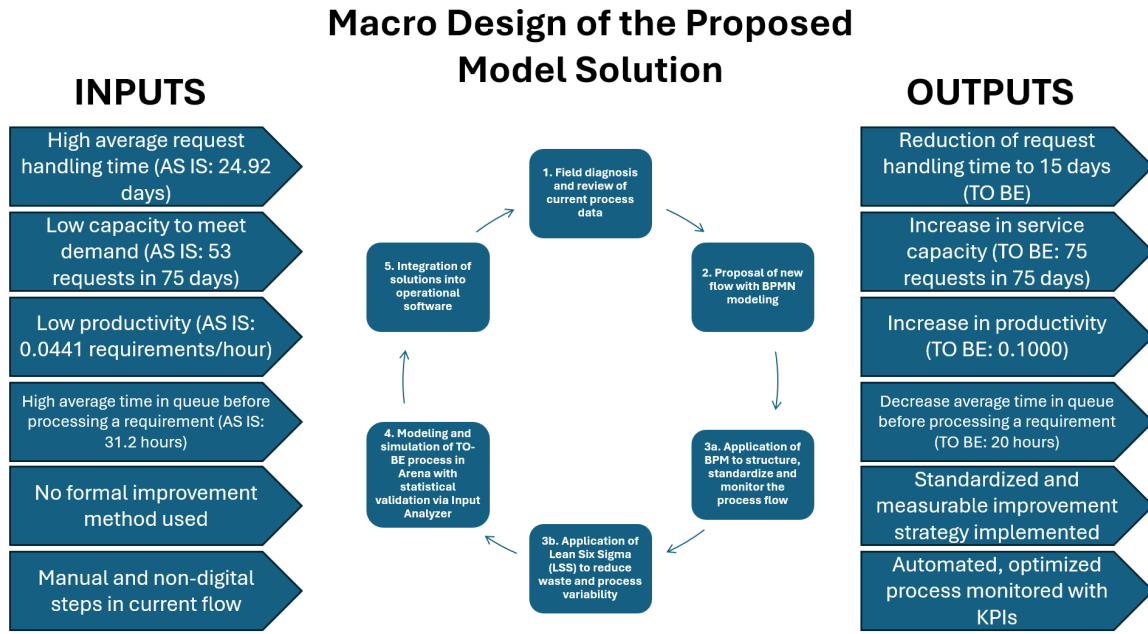 Macro Design of the Proposed
Model Solution
INPUTS
High average request
handling time (AS IS: 24.92
days)
Low capacity to meet
demand (AS IS: 53
requests in 75 days)
Low productivity (AS IS:
0.0441 requirements/hour)
High average time in queue before
processing a requirement (AS IS:
31.2 hours)
No formal improvement
method used
Manual and non-digital
steps in current flow
1. Field diagnosis
and review of
current process
data
2. Proposal of new
flow with BPMN
modeling
3a. Application of
BPM to structure,
standardize and
monitor the
process flow
3b. Application of
Lean Six Sigma
(LSS) to reduce
waste and process
variability
4. Modeling and
simulation of TO-
BE process in
Arena with
statistical
validation via Input
Analyzer
5. Integration of
solutions into
operational
software
OUTPUTS
Reduction of request
handling time to 15 days
(TO BE)
Increase in service
capacity (TO BE: 75
requests in 75 days)
Increase in productivity
(TO BE: 0.1000)
Decrease average time in queue
before processing a requirement
(TO BE: 20 hours)
Standardized and
measurable improvement
strategy implemented
Automated, optimized
process monitored with
KPIs